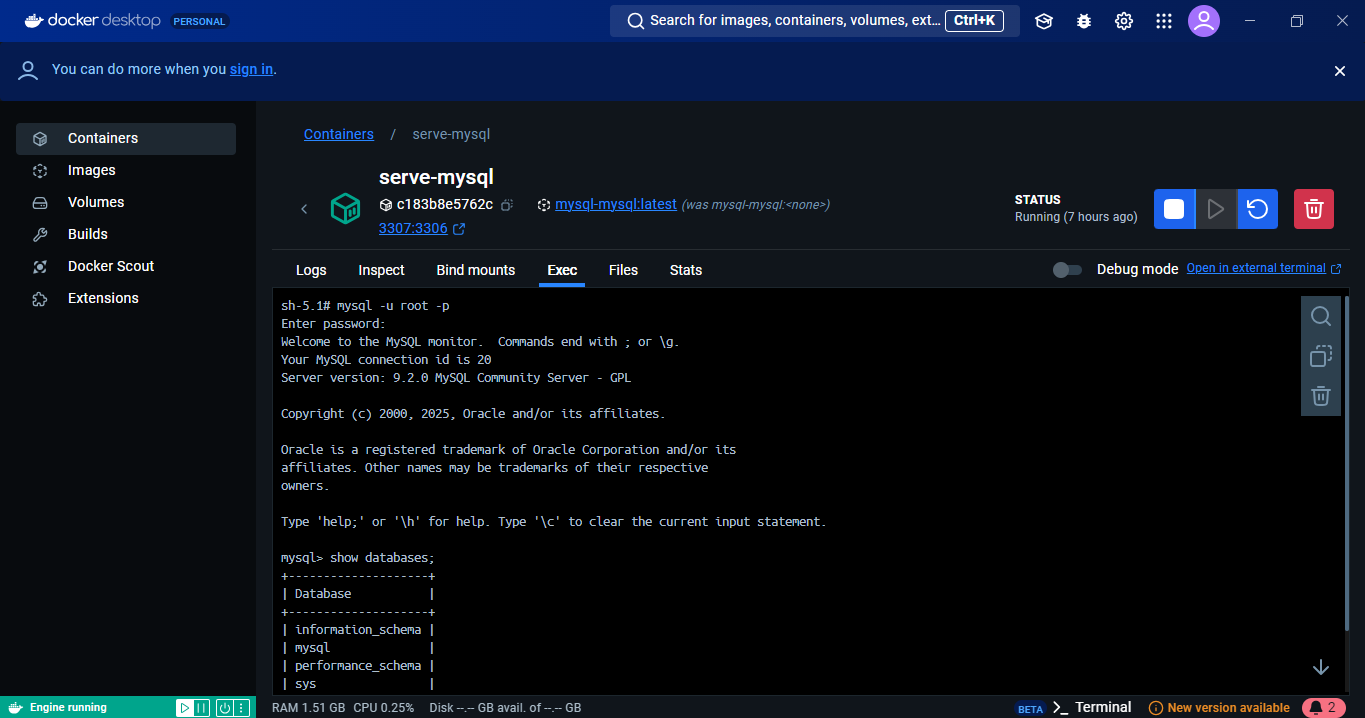 docker desktop PERSONAL
Search for images, containers, volumes, ext... Ctrl+K
You can do more when you sign in.
Containers
Images
Volumes
Builds
Docker Scout
Extensions
Containers / serve-mysql
serve-mysql
c183b8e5762c mysql-mysql:latest (was mysql-mysql:<none>)
3307:3306
STATUS
Running (7 hours ago)
Logs Inspect Bind mounts Exec Files Stats
Debug mode Open in external terminal
sh-5.1# mysql -u root -p
Enter password:
Welcome to the MySQL monitor.  Commands end with ; or \g.
Your MySQL connection id is 20
Server version: 9.2.0 MySQL Community Server - GPL
Copyright (c) 2000, 2025, Oracle and/or its affiliates.
Oracle is a registered trademark of Oracle Corporation and/or its
affiliates. Other names may be trademarks of their respective
owners.
Type 'help;' or '\h' for help. Type '\c' to clear the current input statement.
mysql> show databases;
+--------------------+
| Database           |
+--------------------+
| information_schema |
| mysql              |
| performance_schema |
| sys                |
Engine running
RAM 1.51 GB CPU 0.25% Disk --.-- GB avail. of --.-- GB
BETA >_ Terminal New version available 2